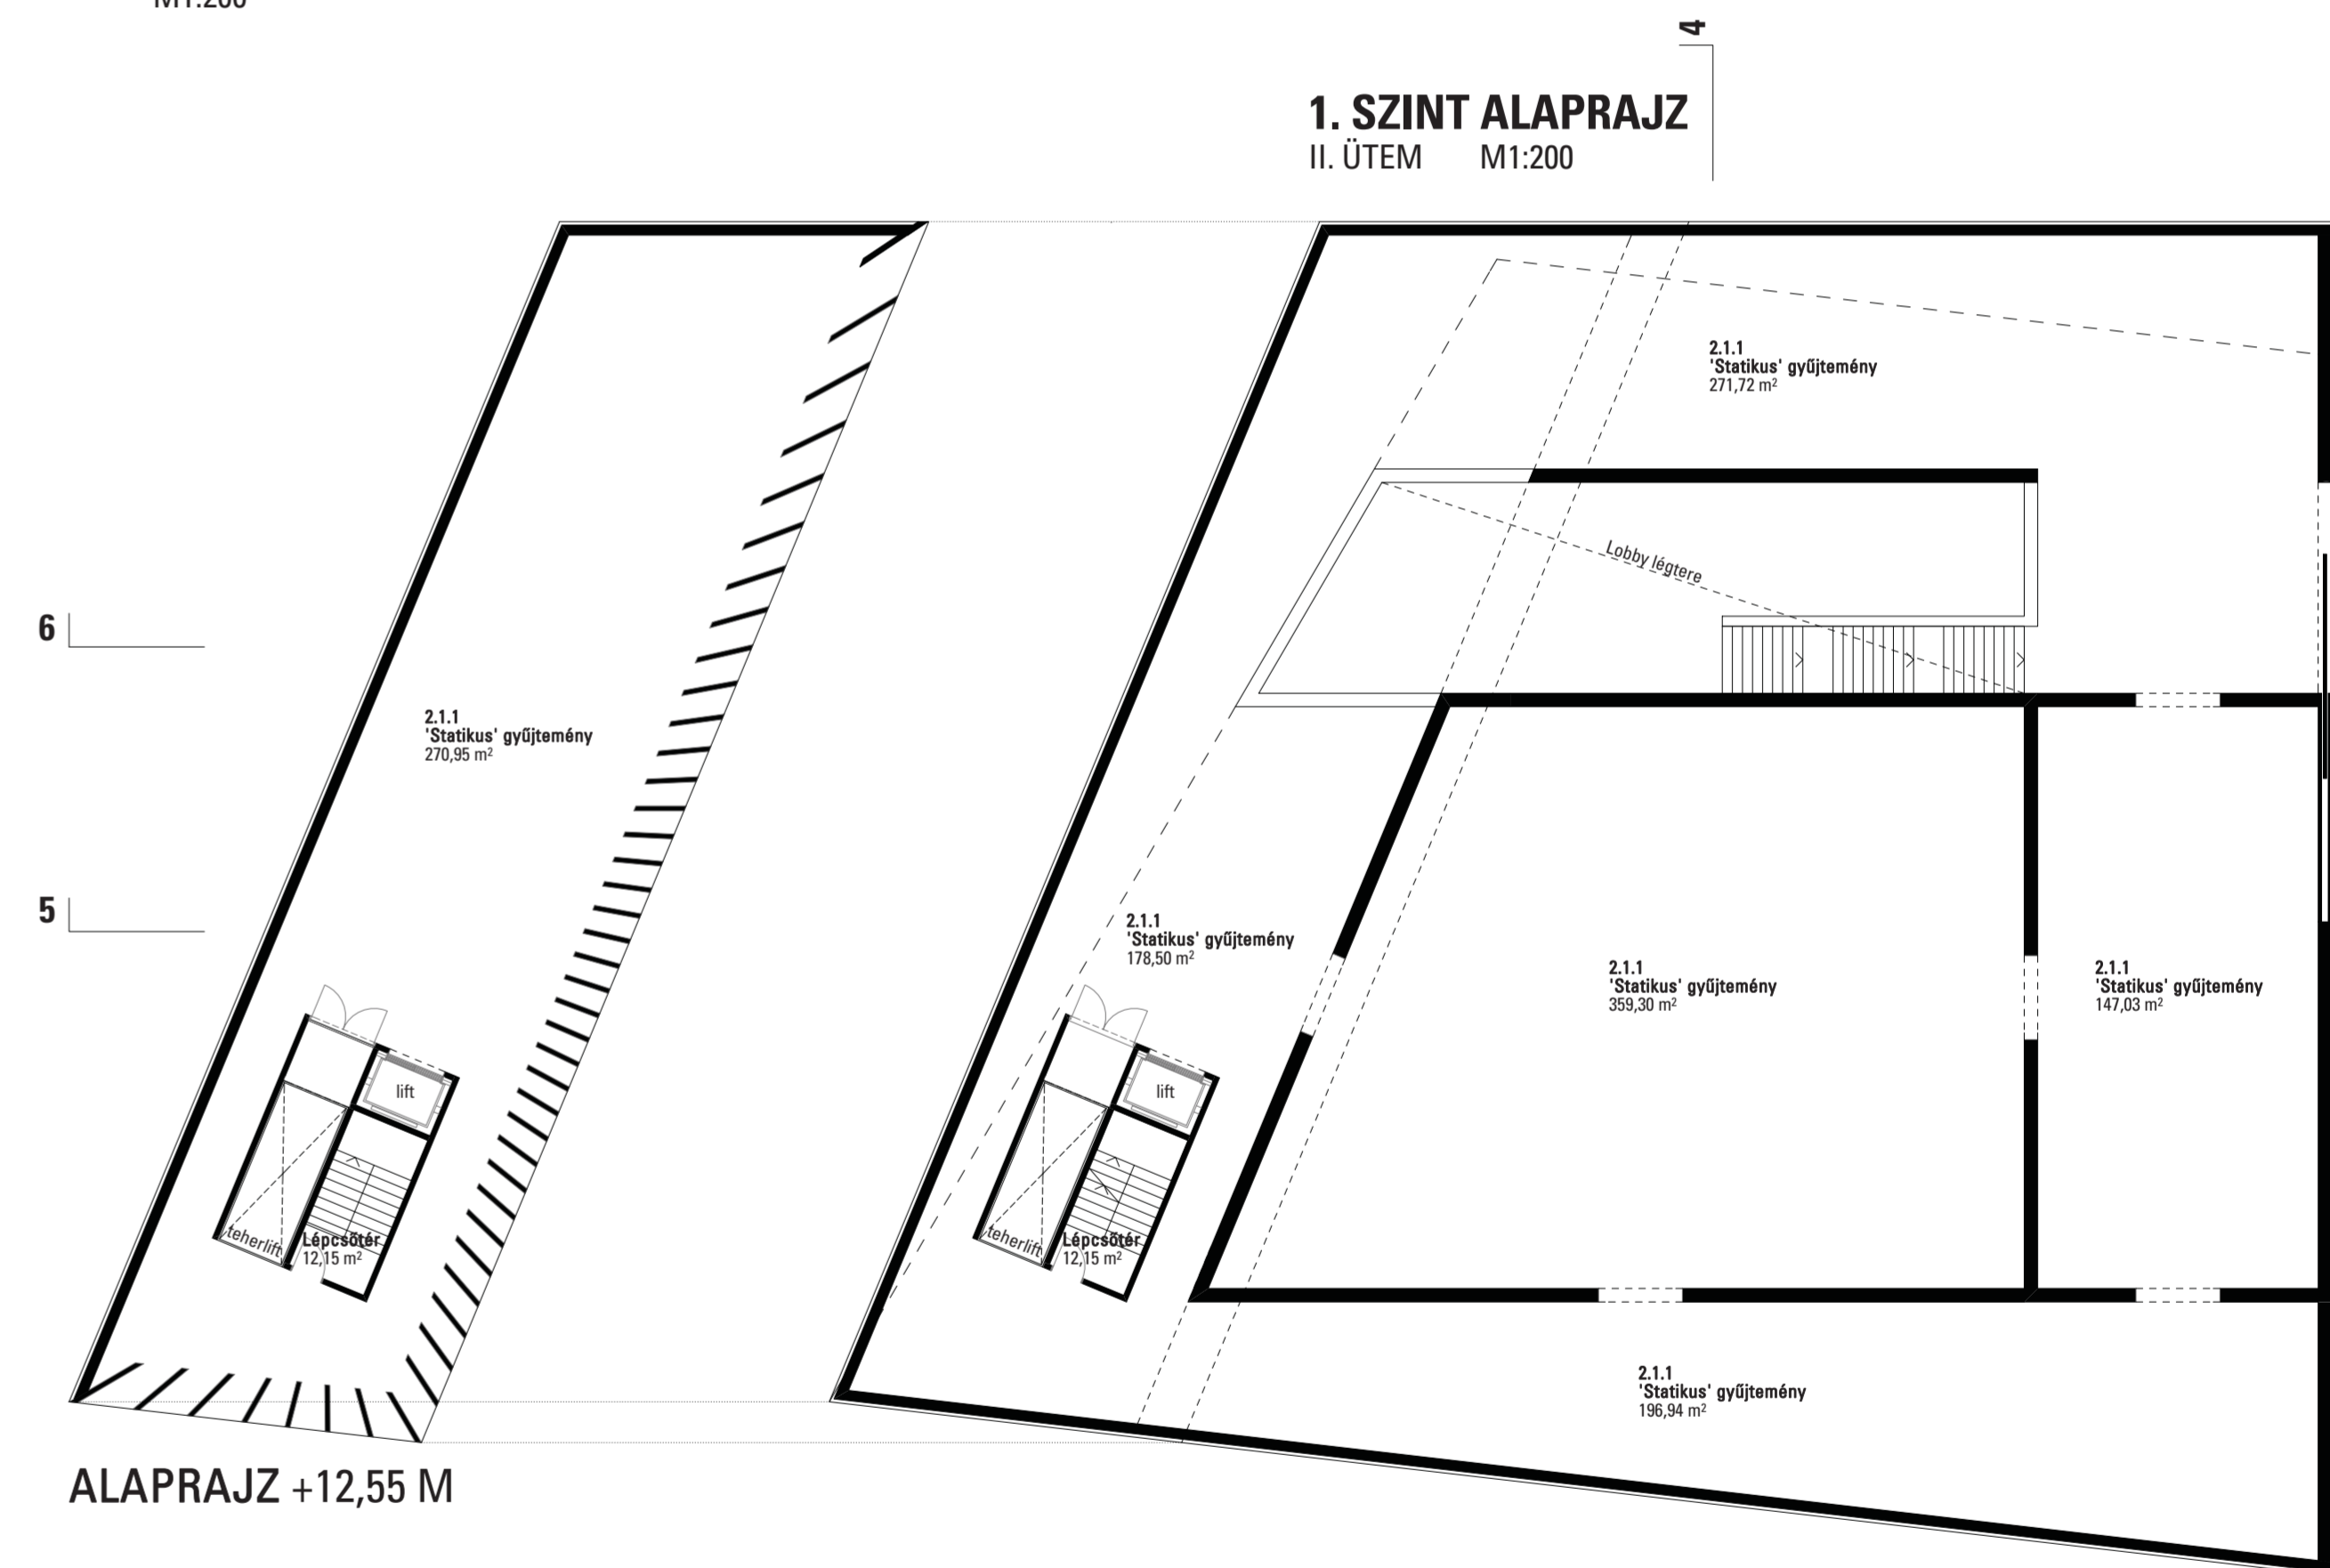 M1:200
4
1. SZINT ALAPRAJZ
II. ÜTEM M1:200
2.1.1
'Statikus' gyűjtemény
271,72 m²
Lobby légtere
6
2.1.1
'Statikus' gyűjtemény
270,95 m²
5
2.1.1
'Statikus' gyűjtemény
178,50 m²
2.1.1
'Statikus' gyűjtemény
359,30 m²
2.1.1
'Statikus' gyűjtemény
147,03 m²
lift
teherlift
Lépcsőtér
12,15 m²
lift
teherlift
Lépcsőtér
12,15 m²
2.1.1
'Statikus' gyűjtemény
196,94 m²
ALAPRAJZ +12,55 M